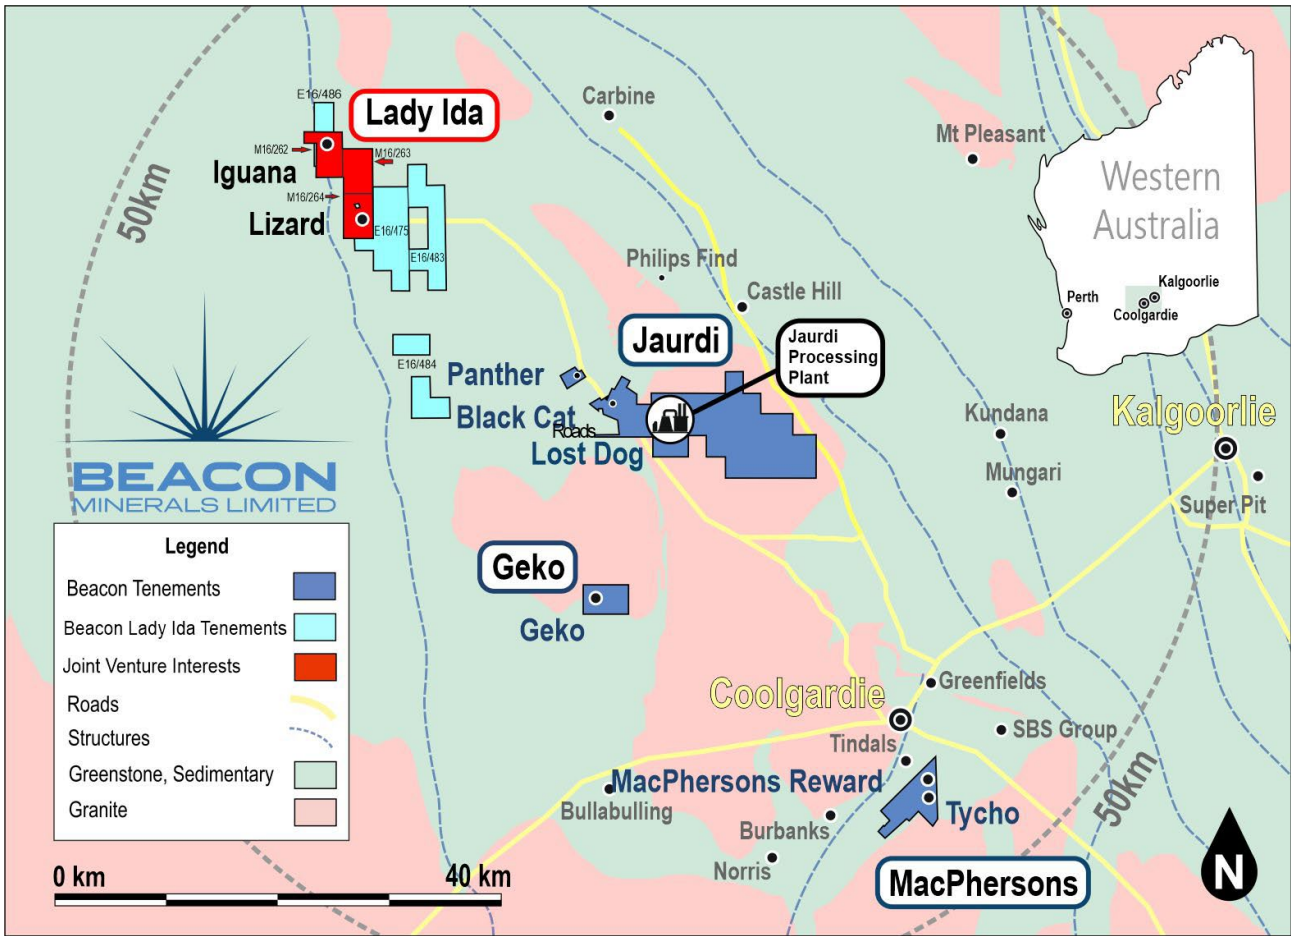 E16/486
Lady Ida
M16/262
M16/263
Iguana
M16/264
Lizard
E16/475
E16/483
50km
Carbine
Mt Pleasant
Western
Australia
Perth
Kalgoorlie
Coolgardie
Philips Find
Castle Hill
Jaurdi
Jaurdi
Processing
Plant
E16/484
Panther
Black Cat
Roads
Lost Dog
Kundana
Kalgoorlie
Mungari
Super Pit
BEACON
MINERALS LIMITED
Legend
Beacon Tenements
Beacon Lady Ida Tenements
Joint Venture Interests
Roads
Structures
Greenstone, Sedimentary
Granite
Geko
Geko
Coolgardie
Greenfields
SBS Group
Tindals
MacPhersons Reward
Tycho
Bullabulling
Burbanks
Norris
MacPhersons
50km
0 km
40 km
N